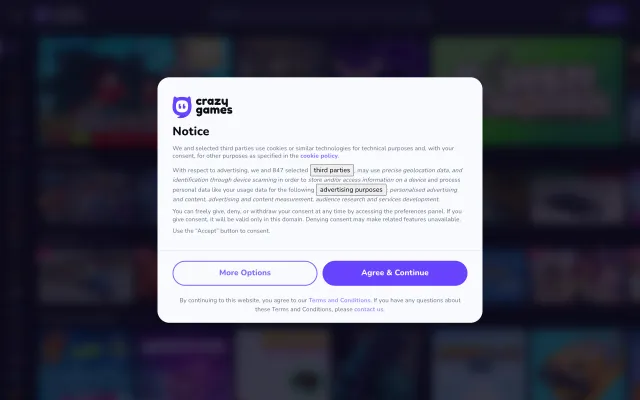 crazy
games
Notice
We and selected third parties use cookies or similar technologies for technical purposes and, with your
consent, for other purposes as specified in the cookie policy.
With respect to advertising, we and 847 selected third parties, may use precise geolocation data, and
identification through device scanning in order to store and/or access information on a device and process
personal data like your usage data for the following advertising purposes: personalised advertising
and content, advertising and content measurement, audience research and services development.
You can freely give, deny, or withdraw your consent at any time by accessing the preferences panel. If you
give consent, it will be valid only in this domain. Denying consent may make related features unavailable.
Use the "Accept" button to consent.
More Options
Agree & Continue
By continuing to this website, you agree to our Terms and Conditions. If you have any questions about
these Terms and Conditions, please contact us.